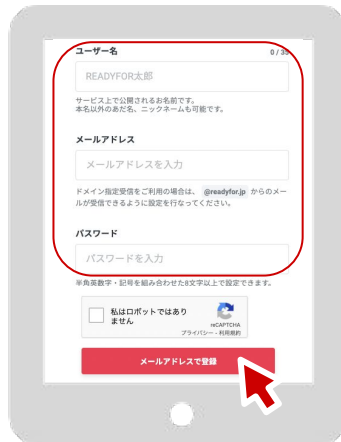 ユーザー名
0 / 35
READYFOR太郎
サービス上で公開されるお名前です。
本名以外のあだ名、ニックネームも可能です。
メールアドレス
メールアドレスを入力
ドメイン指定受信をご利用の場合は、 @readyfor.jp からのメー
ルが受信できるように設定を行なってください。
パスワード
パスワードを入力
半角英数字・記号を組み合わせた8文字以上で設定できます。
私はロボットではあり
ません
reCAPTCHA
プライバシー - 利用規約
メールアドレスで登録